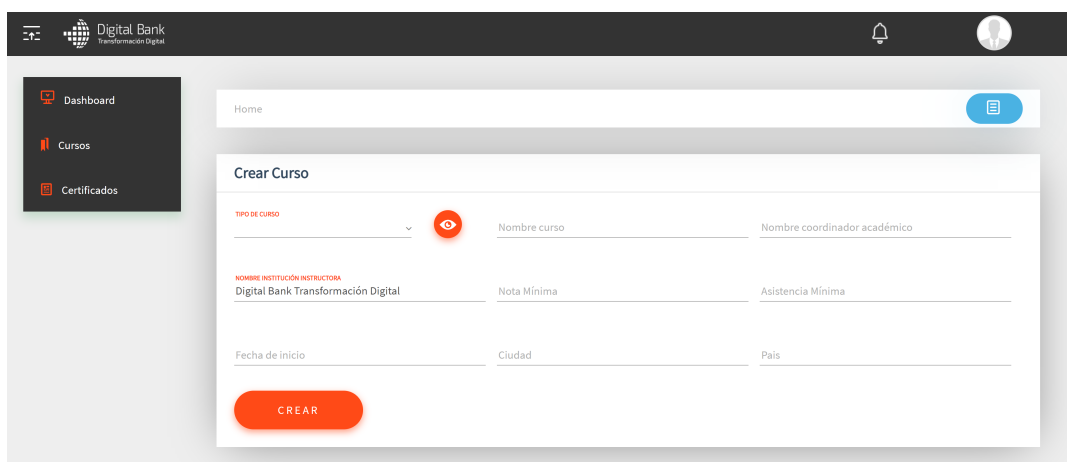 Digital Bank
Transformación Digital
Dashboard
Cursos
Certificados
Home
Crear Curso
TIPO DE CURSO
Nombre curso
Nombre coordinador académico
NOMBRE INSTITUCIÓN INSTRUCTORA
Digital Bank Transformación Digital
Nota Mínima
Asistencia Mínima
Fecha de inicio
Ciudad
Pais
CREAR